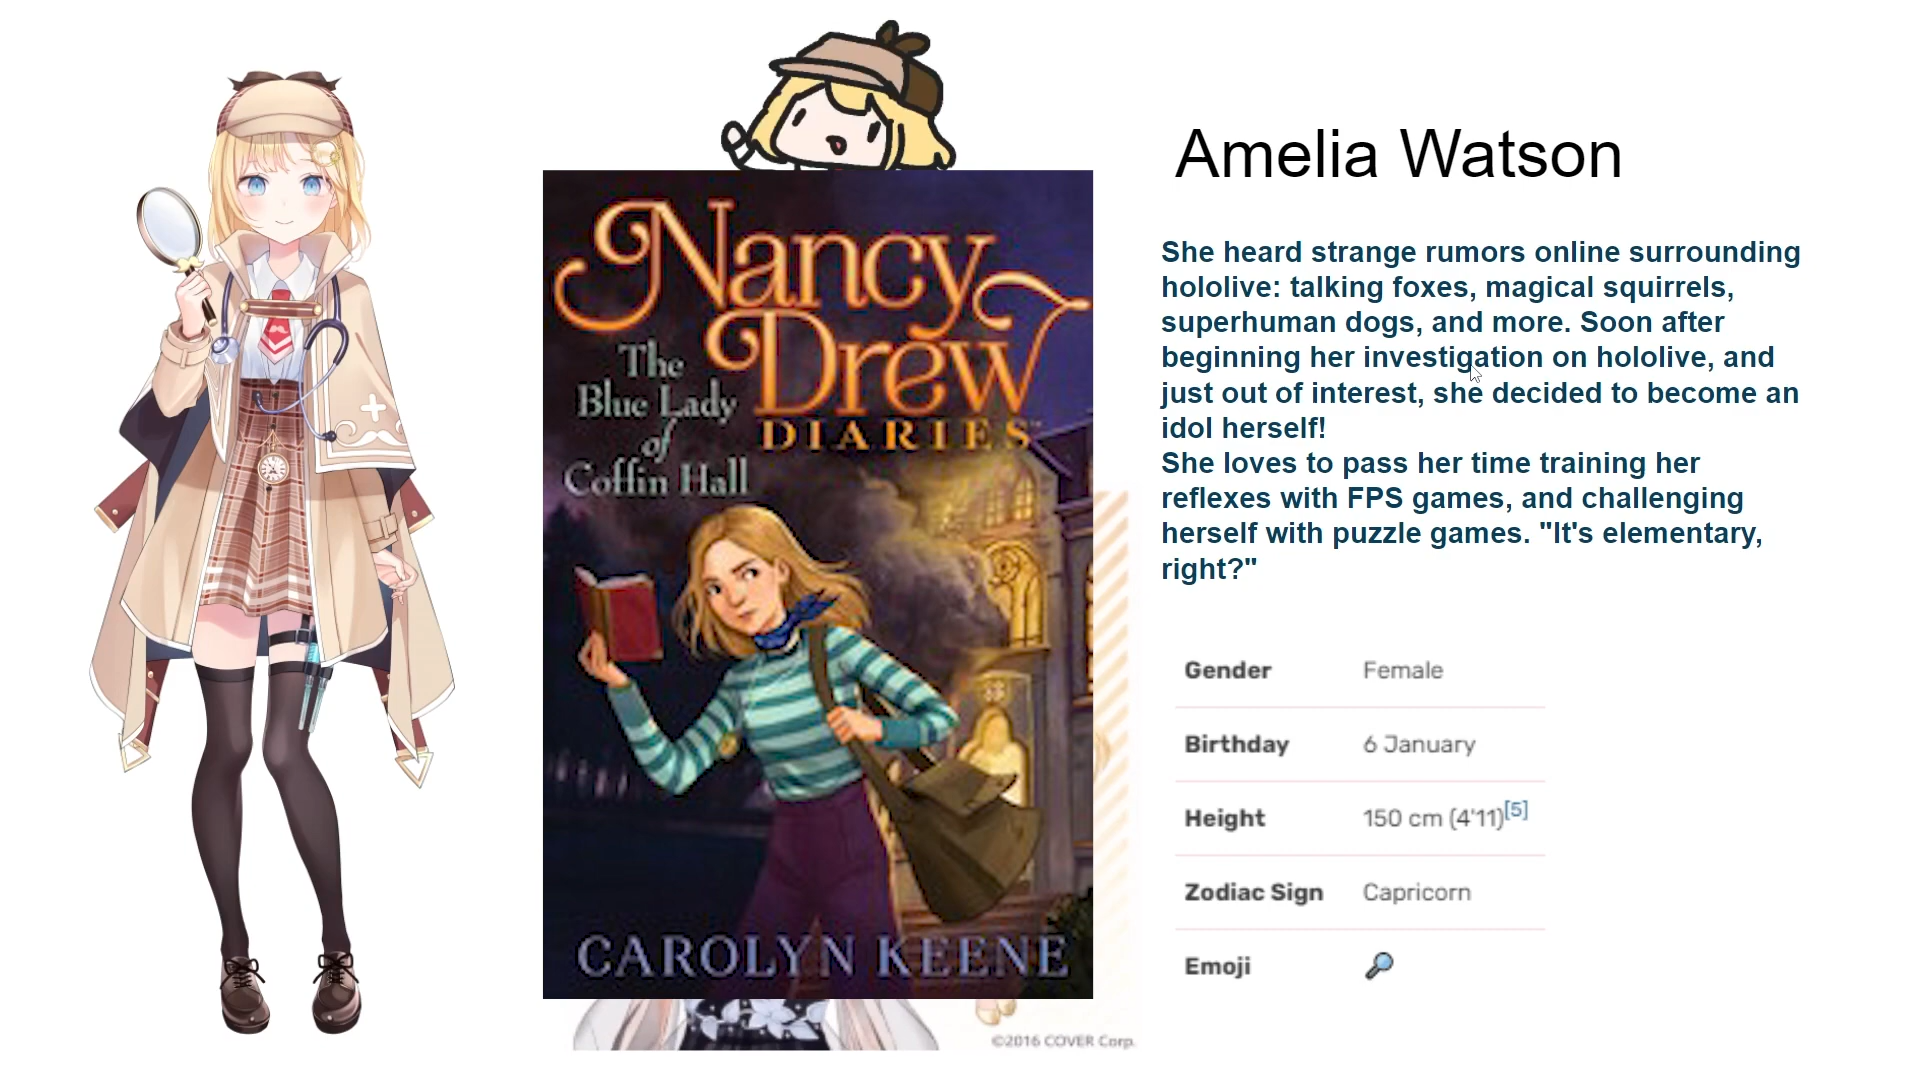 Nancy
Drew
DIARIES™
The
Blue Lady
of
Coffin Hall
CAROLYN KEENE
©2016 COVER Corp.
Amelia Watson
She heard strange rumors online surrounding
hololive: talking foxes, magical squirrels,
superhuman dogs, and more. Soon after
beginning her investigation on hololive, and
just out of interest, she decided to become an
idol herself!
She loves to pass her time training her
reflexes with FPS games, and challenging
herself with puzzle games. "It's elementary,
right?"
Gender Female
Birthday 6 January
Height 150 cm (4'11)[5]
Zodiac Sign Capricorn
Emoji 🔎